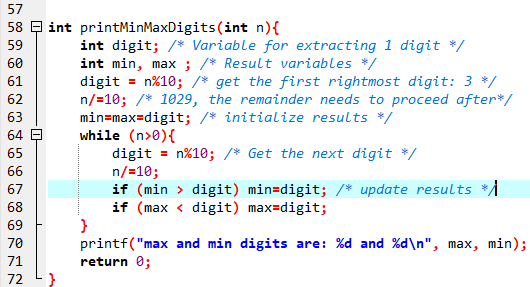 57
58 int printMinMaxDigits(int n){
59 int digit; /* Variable for extracting 1 digit */
60 int min, max ; /* Result variables */
61 digit = n%10; /* get the first rightmost digit: 3 */
62 n/=10; /* 1029, the remainder needs to proceed after*/
63 min=max=digit; /* initialize results */
64 while (n>0){
65 digit = n%10; /* Get the next digit */
66 n/=10;
67 if (min > digit) min=digit; /* update results */
68 if (max < digit) max=digit;
69 }
70 printf("max and min digits are: %d and %d\n", max, min);
71 return 0;
72 }